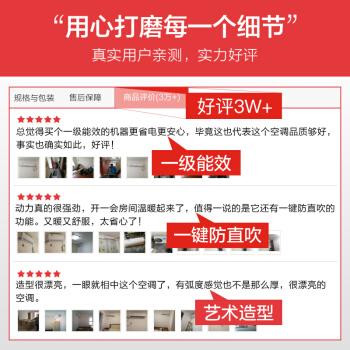 “用心打磨每一个细节”
真实用户亲测，实力好评
规格与包装 售后保障 商品评价(3万+)
好评3W+
总觉得买个一级能效的机器更省电更安心，毕竟这也代表这个空调品质够好，
事实也确实如此，好评！
一级能效
动力真的很强劲，开一会房间温暖起来了，值得一说的是它还有一键防直吹的
功能。又暖又舒服，太省心了！
一键防直吹
造型很漂亮，一眼就相中这个空调了，有弧度感觉也不是那么厚，很漂亮的
空调。
艺术造型